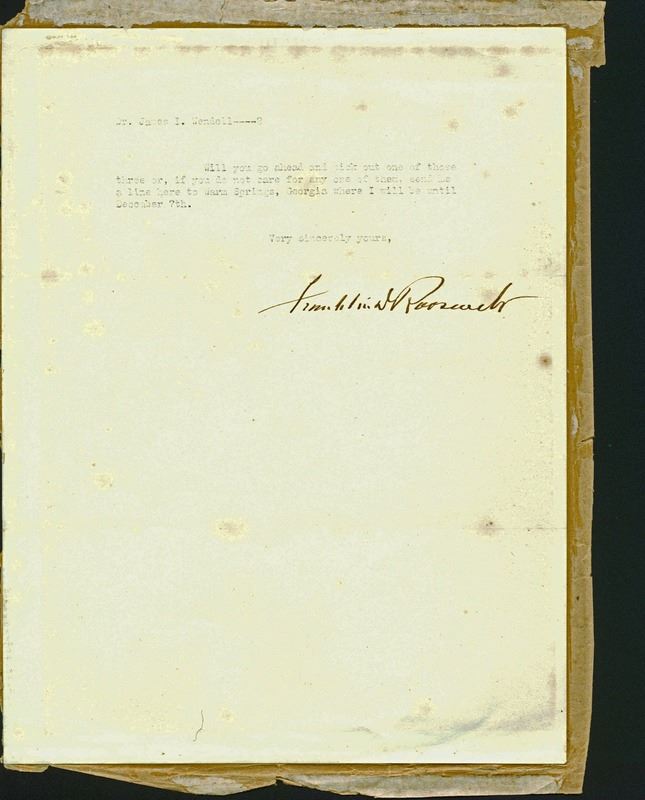 Dr. James I. Wendell----2
Will you go ahead and pick out one of these
three or, if you do not care for any one of them, send me
a line here to Warm Springs, Georgia where I will be until
December 7th.
Very sincerely yours,
Franklin D Roosevelt